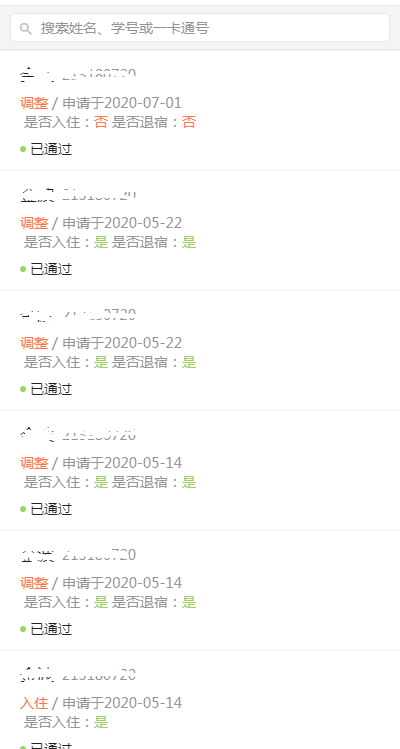 搜索姓名、学号或一卡通号
调整 / 申请于2020-07-01
是否入住：否 是否退宿：否
已通过
调整 / 申请于2020-05-22
是否入住：是 是否退宿：是
已通过
调整 / 申请于2020-05-22
是否入住：是 是否退宿：是
已通过
调整 / 申请于2020-05-14
是否入住：是 是否退宿：是
已通过
调整 / 申请于2020-05-14
是否入住：是 是否退宿：是
已通过
入住 / 申请于2020-05-14
是否入住：是
已通过